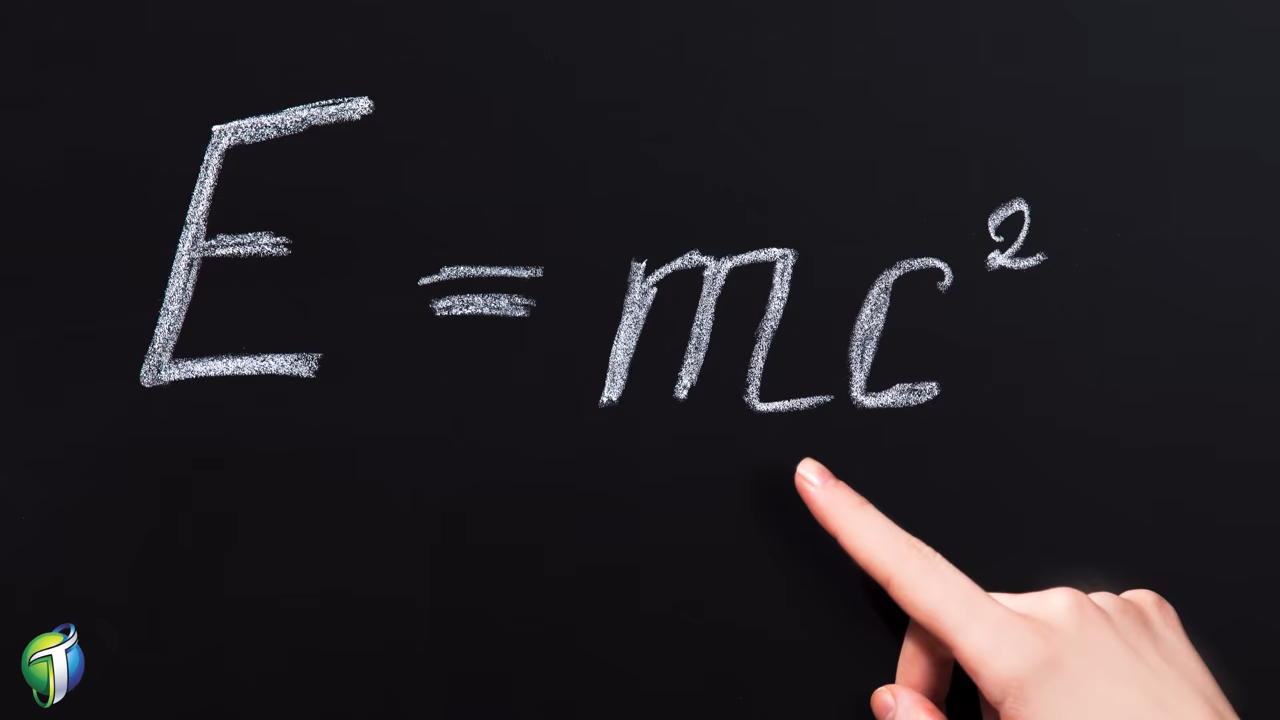 E = mc²
T